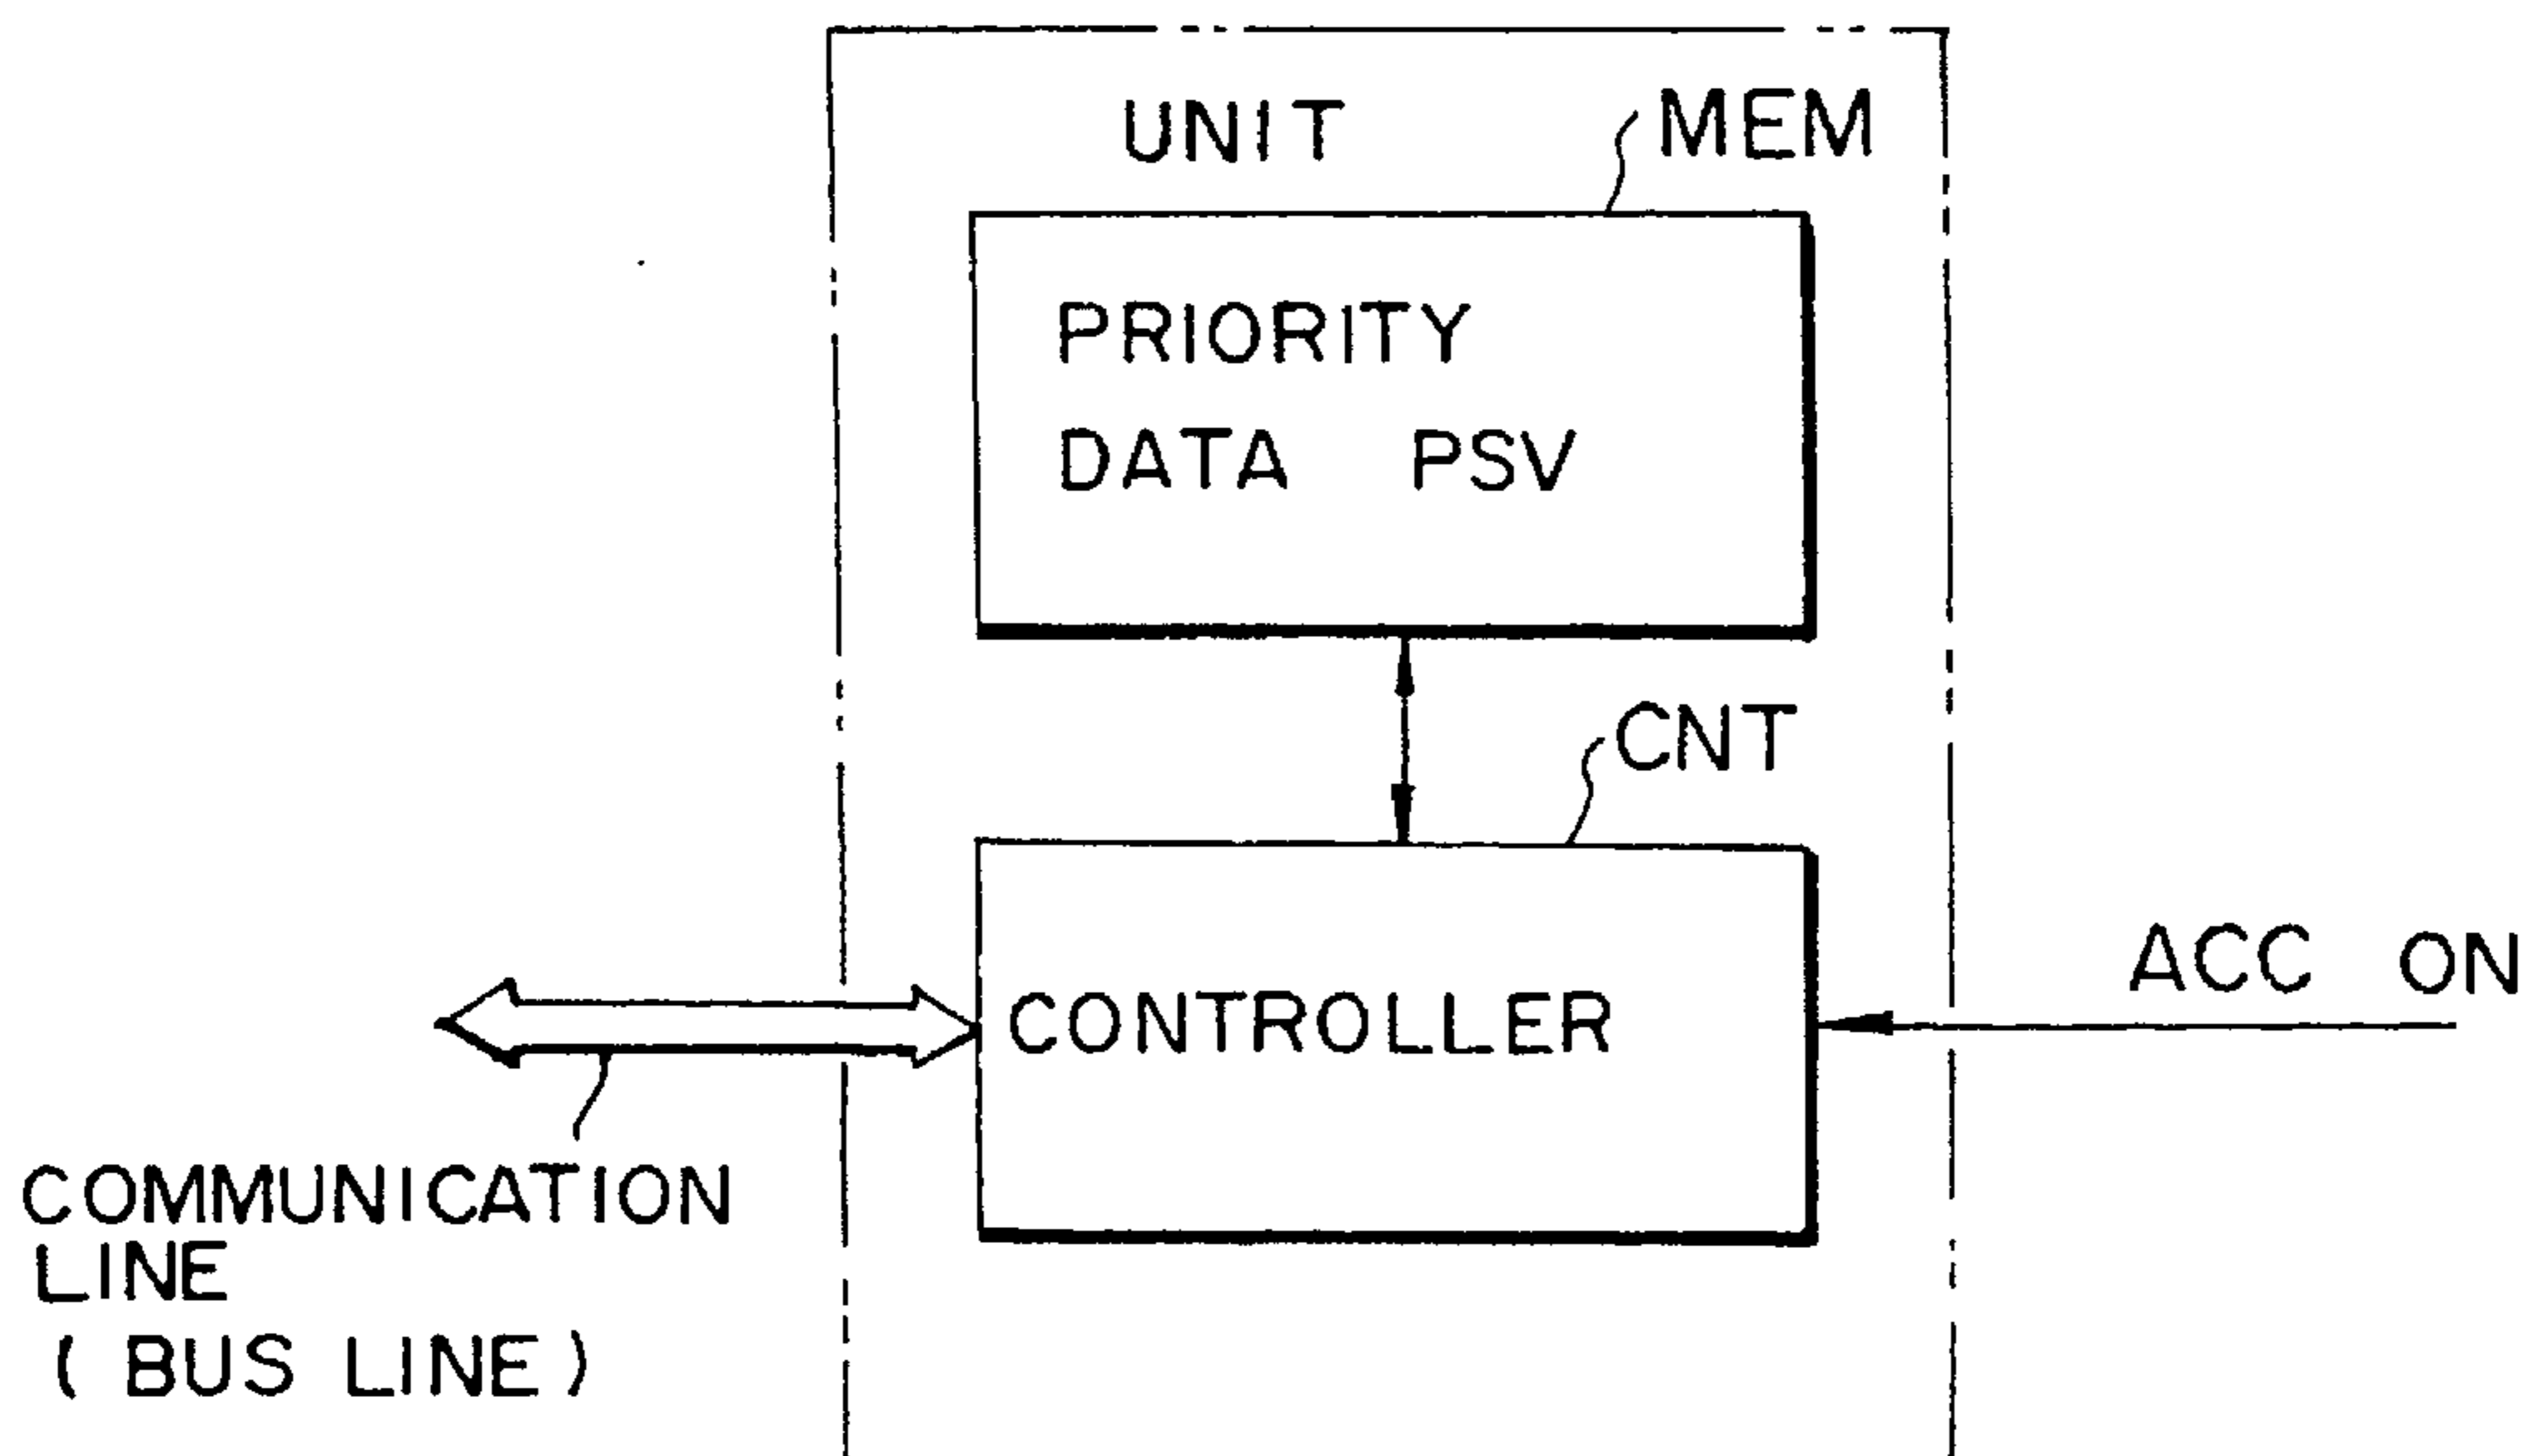 UNIT
MEM
PRIORITY
DATA PSV
CNT
CONTROLLER
ACC ON
COMMUNICATION
LINE
( BUS LINE )